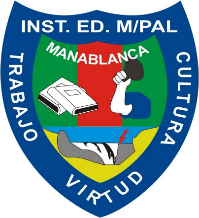 INST. ED. M/PAL
MANABLANCA
TRABAJO
VIRTUD
CULTURA